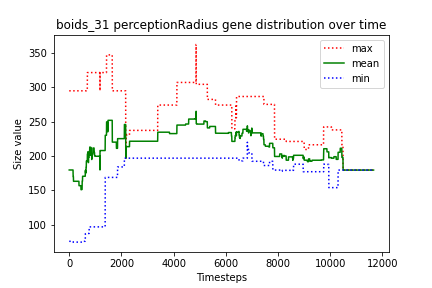 boids_31 perceptionRadius gene distribution over time
max
mean
min
Size value
350
300
250
200
150
100
0
2000
4000
6000
8000
10000
12000
Timesteps